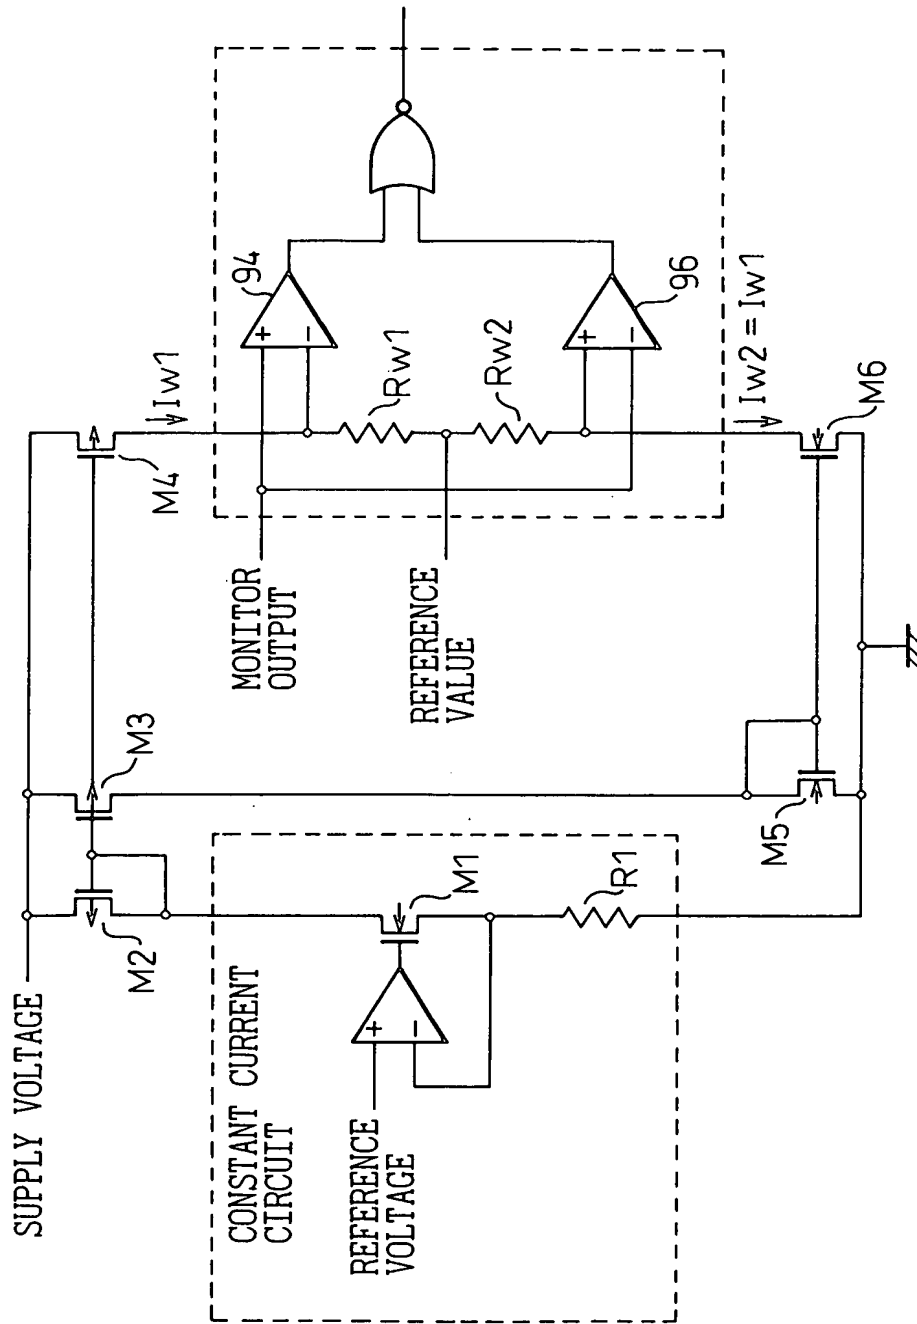 SUPPLY VOLTAGE
M2
M3
M4
Iw1
CONSTANT CURRENT
CIRCUIT
REFERENCE
VOLTAGE
+
−
M1
R1
MONITOR
OUTPUT
REFERENCE
VALUE
+
−
94
Rw1
Rw2
+
−
96
Iw2 = Iw1
M5
M6